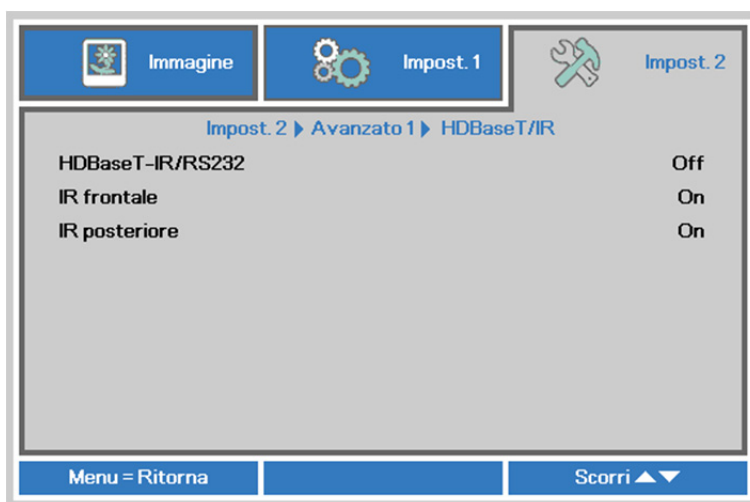 Immagine
Impost. 1
Impost. 2
Impost. 2 ▶ Avanzato 1 ▶ HDBaseT/IR
HDBaseT-IR/RS232 Off
IR frontale On
IR posteriore On
Menu = Ritorna
Scorri ▲▼